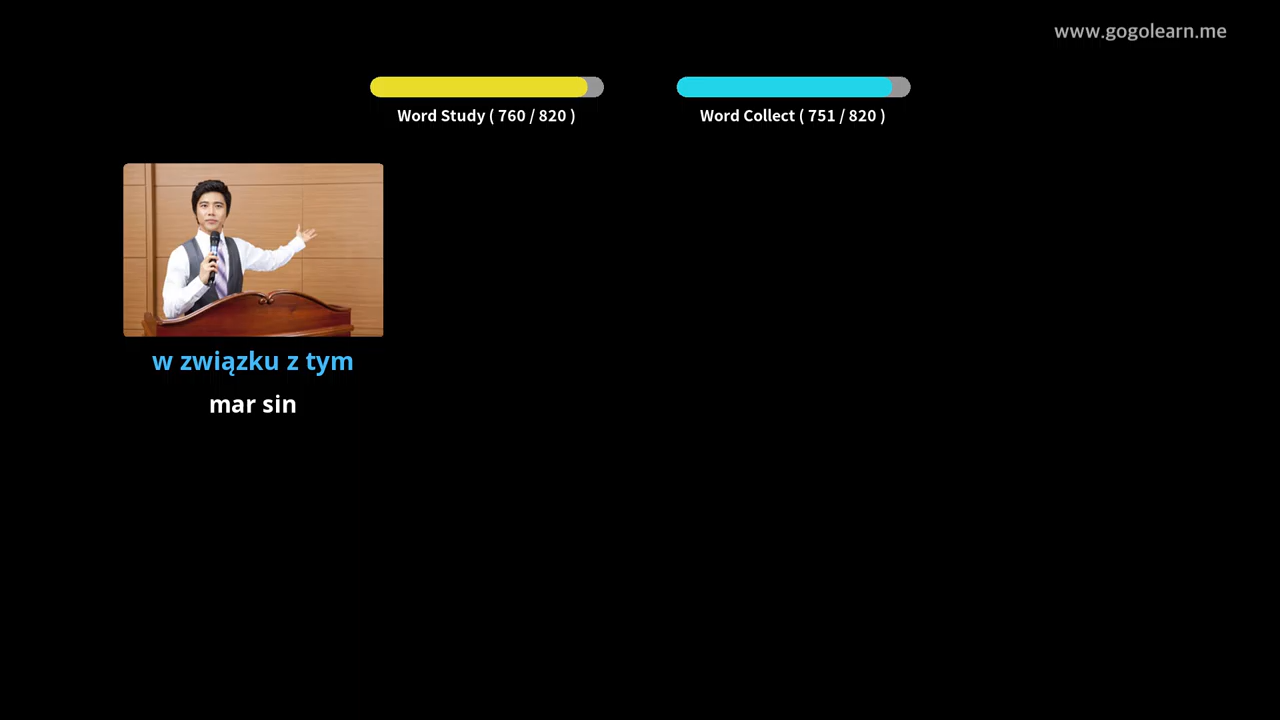 www.gogolearn.me
Word Study ( 760 / 820 )
Word Collect ( 751 / 820 )
w związku z tym
mar sin